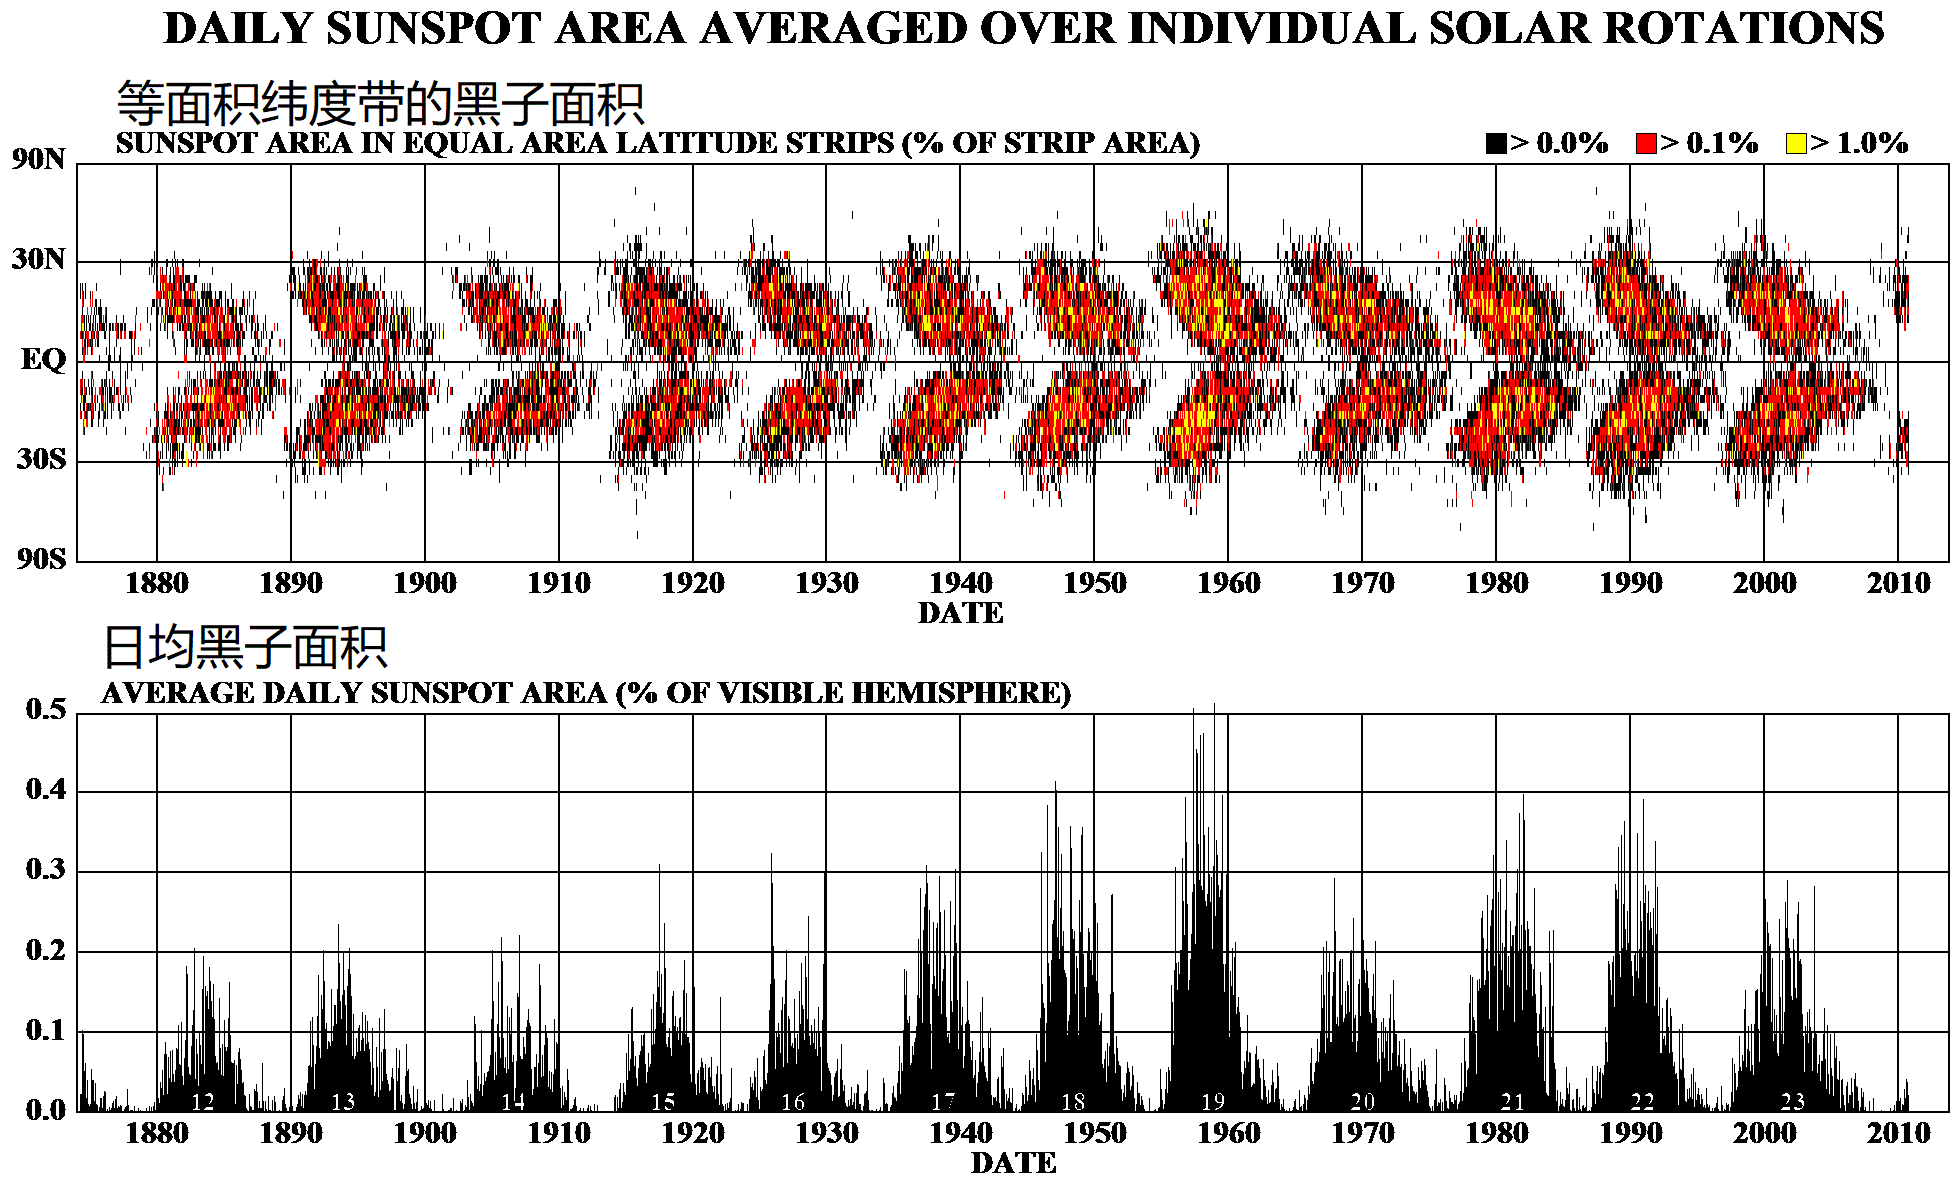 DAILY SUNSPOT AREA AVERAGED OVER INDIVIDUAL SOLAR ROTATIONS
等面积纬度带的黑子面积
SUNSPOT AREA IN EQUAL AREA LATITUDE STRIPS (% OF STRIP AREA)
> 0.0% > 0.1% > 1.0%
90N
30N
EQ
30S
90S
1880 1890 1900 1910 1920 1930 1940 1950 1960 1970 1980 1990 2000 2010
DATE
日均黑子面积
AVERAGE DAILY SUNSPOT AREA (% OF VISIBLE HEMISPHERE)
0.5
0.4
0.3
0.2
0.1
0.0
12 13 14 15 16 17 18 19 20 21 22 23
1880 1890 1900 1910 1920 1930 1940 1950 1960 1970 1980 1990 2000 2010
DATE